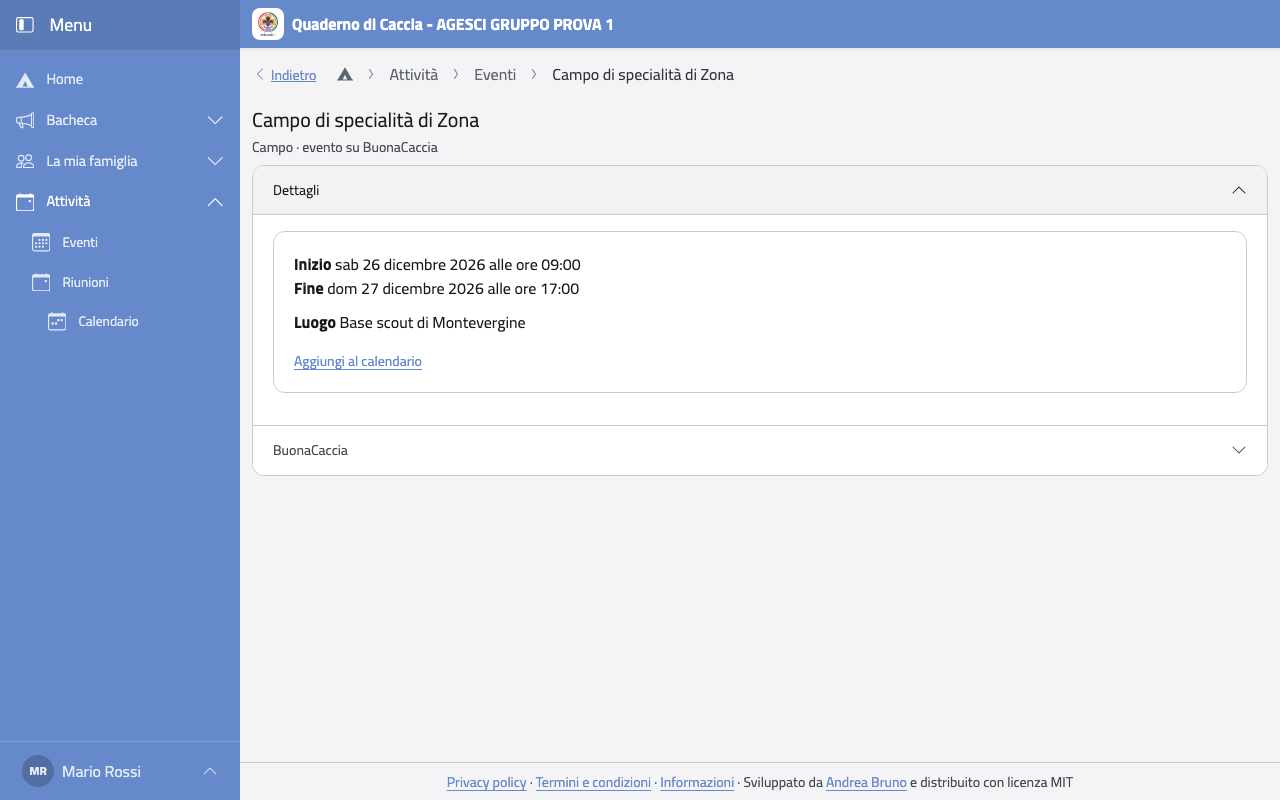 Menu
Home
Bacheca
La mia famiglia
Attività
Eventi
Riunioni
Calendario
MR Mario Rossi
Quaderno di Caccia - AGESCI GRUPPO PROVA 1
Indietro Attività Eventi Campo di specialità di Zona
Campo di specialità di Zona
Campo · evento su BuonaCaccia
Dettagli
Inizio sab 26 dicembre 2026 alle ore 09:00
Fine dom 27 dicembre 2026 alle ore 17:00
Luogo Base scout di Montevergine
Aggiungi al calendario
BuonaCaccia
Privacy policy · Termini e condizioni · Informazioni · Sviluppato da Andrea Bruno e distribuito con licenza MIT